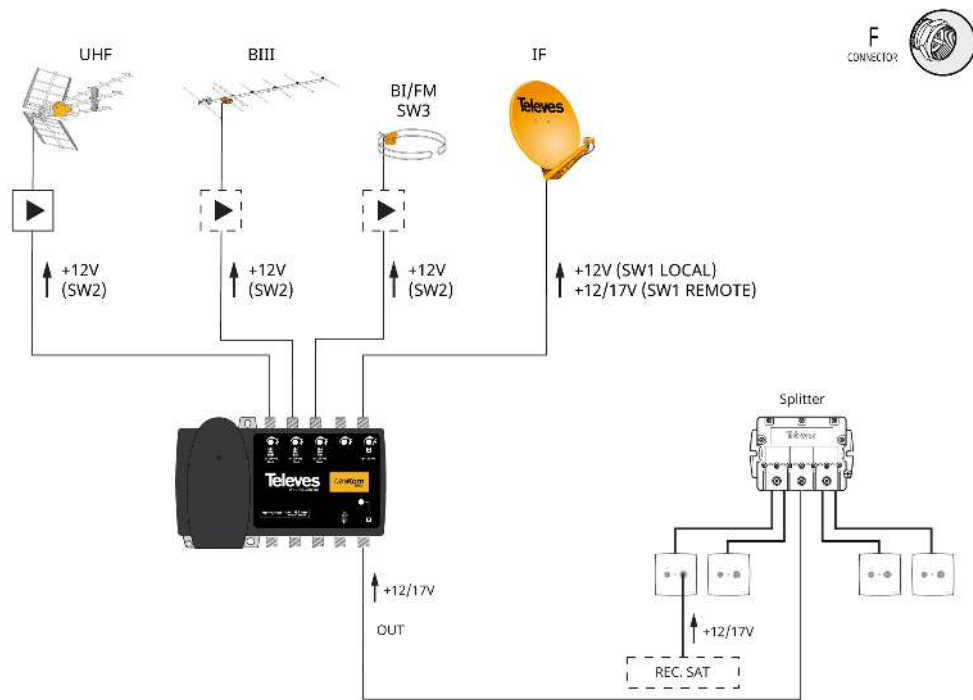 UHF
BIII
BI/FM
SW3
IF
F
CONNECTOR
Televes
+12V
(SW2)
+12V
(SW2)
+12V
(SW2)
+12V (SW1 LOCAL)
+12/17V (SW1 REMOTE)
Televes
Splitter
Televes
+12/17V
OUT
+12/17V
REC. SAT